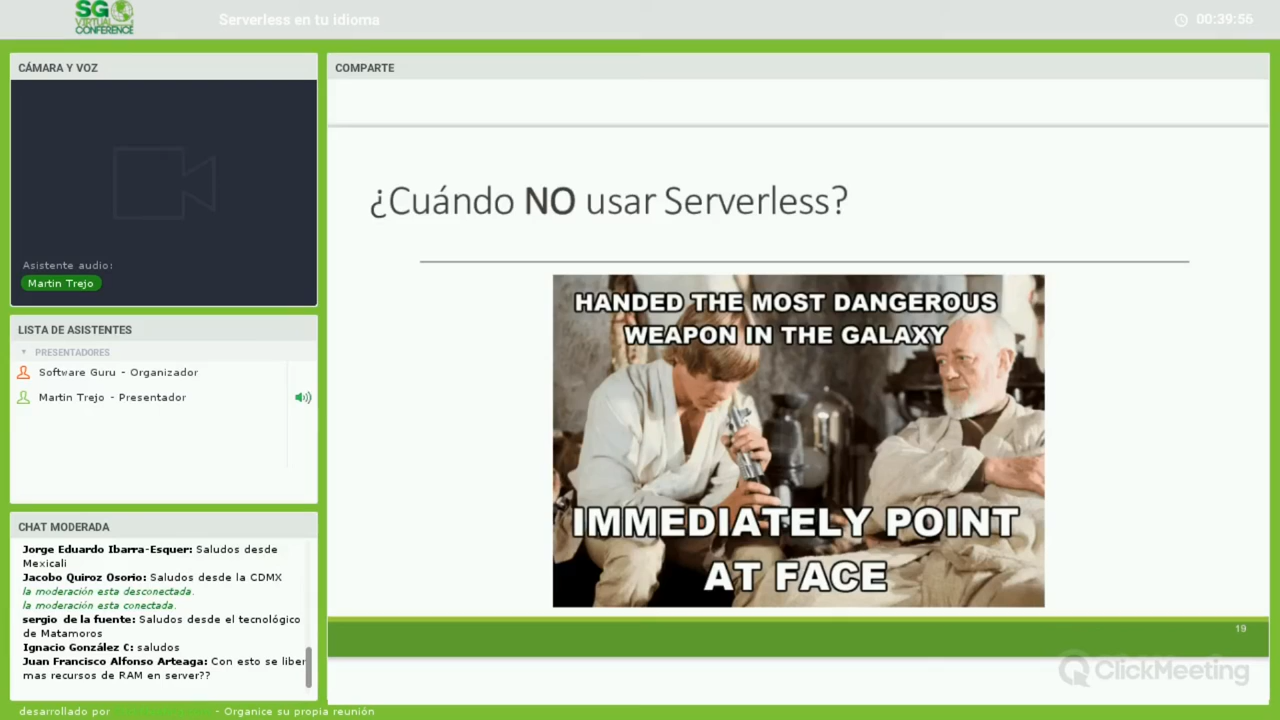 SG
VIRTUAL
CONFERENCE
Serverless en tu idioma
00:39:56
CÁMARA Y VOZ
Asistente audio:
Martin Trejo
LISTA DE ASISTENTES
PRESENTADORES
Software Guru - Organizador
Martin Trejo - Presentador
CHAT MODERADA
Jorge Eduardo Ibarra-Esquer: Saludos desde
Mexicali
Jacobo Quiroz Osorio: Saludos desde la CDMX
la moderación esta desconectada.
la moderación esta conectada.
sergio de la fuente: Saludos desde el tecnológico
de Matamoros
Ignacio González C: saludos
Juan Francisco Alfonso Arteaga: Con esto se liber
mas recursos de RAM en server??
COMPARTE
¿Cuándo NO usar Serverless?
HANDED THE MOST DANGEROUS
WEAPON IN THE GALAXY
IMMEDIATELY POINT
AT FACE
19
ClickMeeting
desarrollado por - Organice su propia reunión